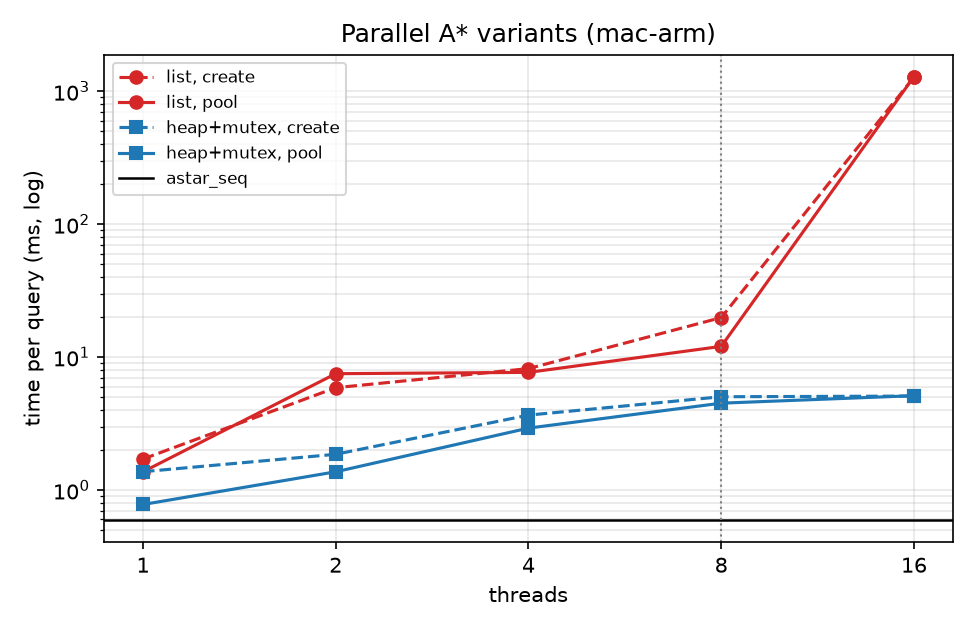 Parallel A* variants (mac-arm)
list, create
list, pool
heap+mutex, create
heap+mutex, pool
astar_seq
time per query (ms, log)
10³
10²
10¹
10⁰
1 2 4 8 16
threads